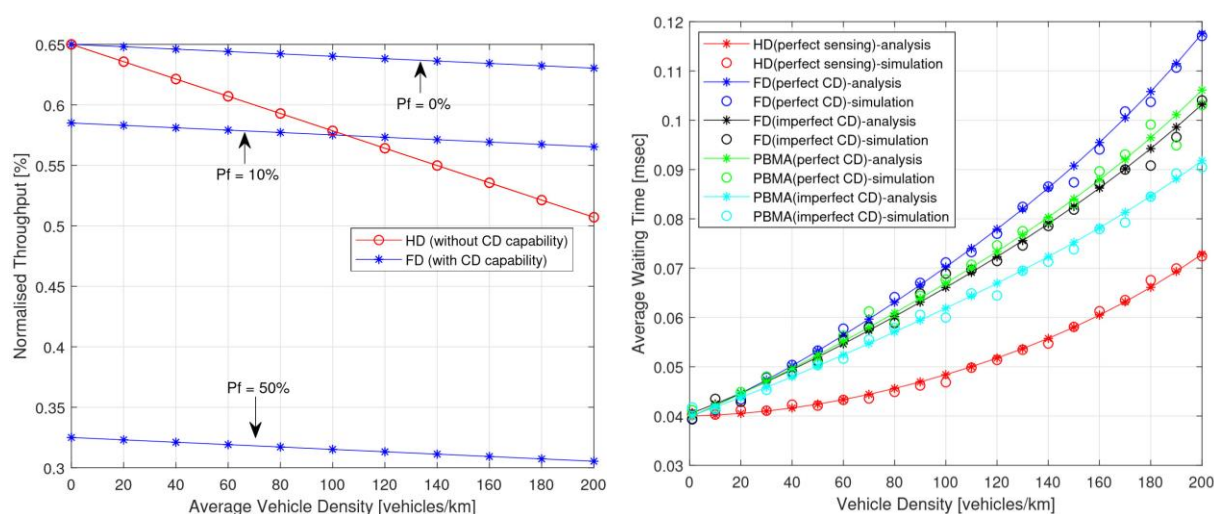 Normalised Throughput [%]
0.65
0.6
0.55
0.5
0.45
0.4
0.35
0.3
Pf = 0%
Pf = 10%
HD (without CD capability)
FD (with CD capability)
Pf = 50%
0 20 40 60 80 100 120 140 160 180 200
Average Vehicle Density [vehicles/km]
Average Waiting Time [msec]
0.12
0.11
0.1
0.09
0.08
0.07
0.06
0.05
0.04
0.03
HD(perfect sensing)-analysis
HD(perfect sensing)-simulation
FD(perfect CD)-analysis
FD(perfect CD)-simulation
FD(imperfect CD)-analysis
FD(imperfect CD)-simulation
PBMA(perfect CD)-analysis
PBMA(perfect CD)-simulation
PBMA(imperfect CD)-analysis
PBMA(imperfect CD)-simulation
0 20 40 60 80 100 120 140 160 180 200
Vehicle Density [vehicles/km]